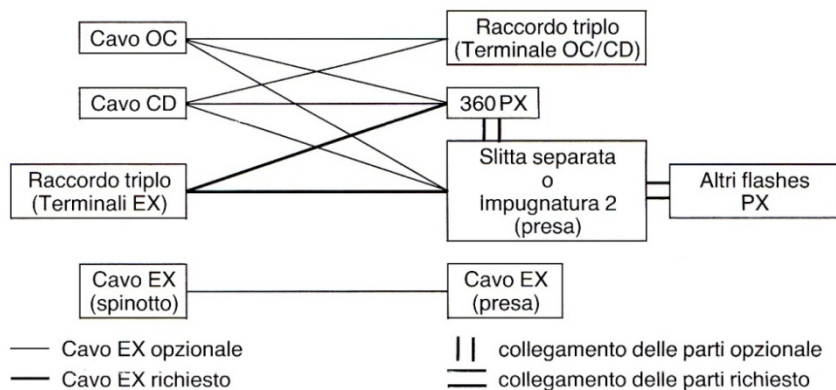 Cavo OC
Raccordo triplo
(Terminale OC/CD)
Cavo CD
360 PX
Raccordo triplo
(Terminali EX)
Slitta separata
o
impugnatura 2
(presa)
Altri flashes
PX
Cavo EX
(spinotto)
Cavo EX
(presa)
Cavo EX opzionale
collegamento delle parti opzionale
Cavo EX richiesto
collegamento delle parti richiesto